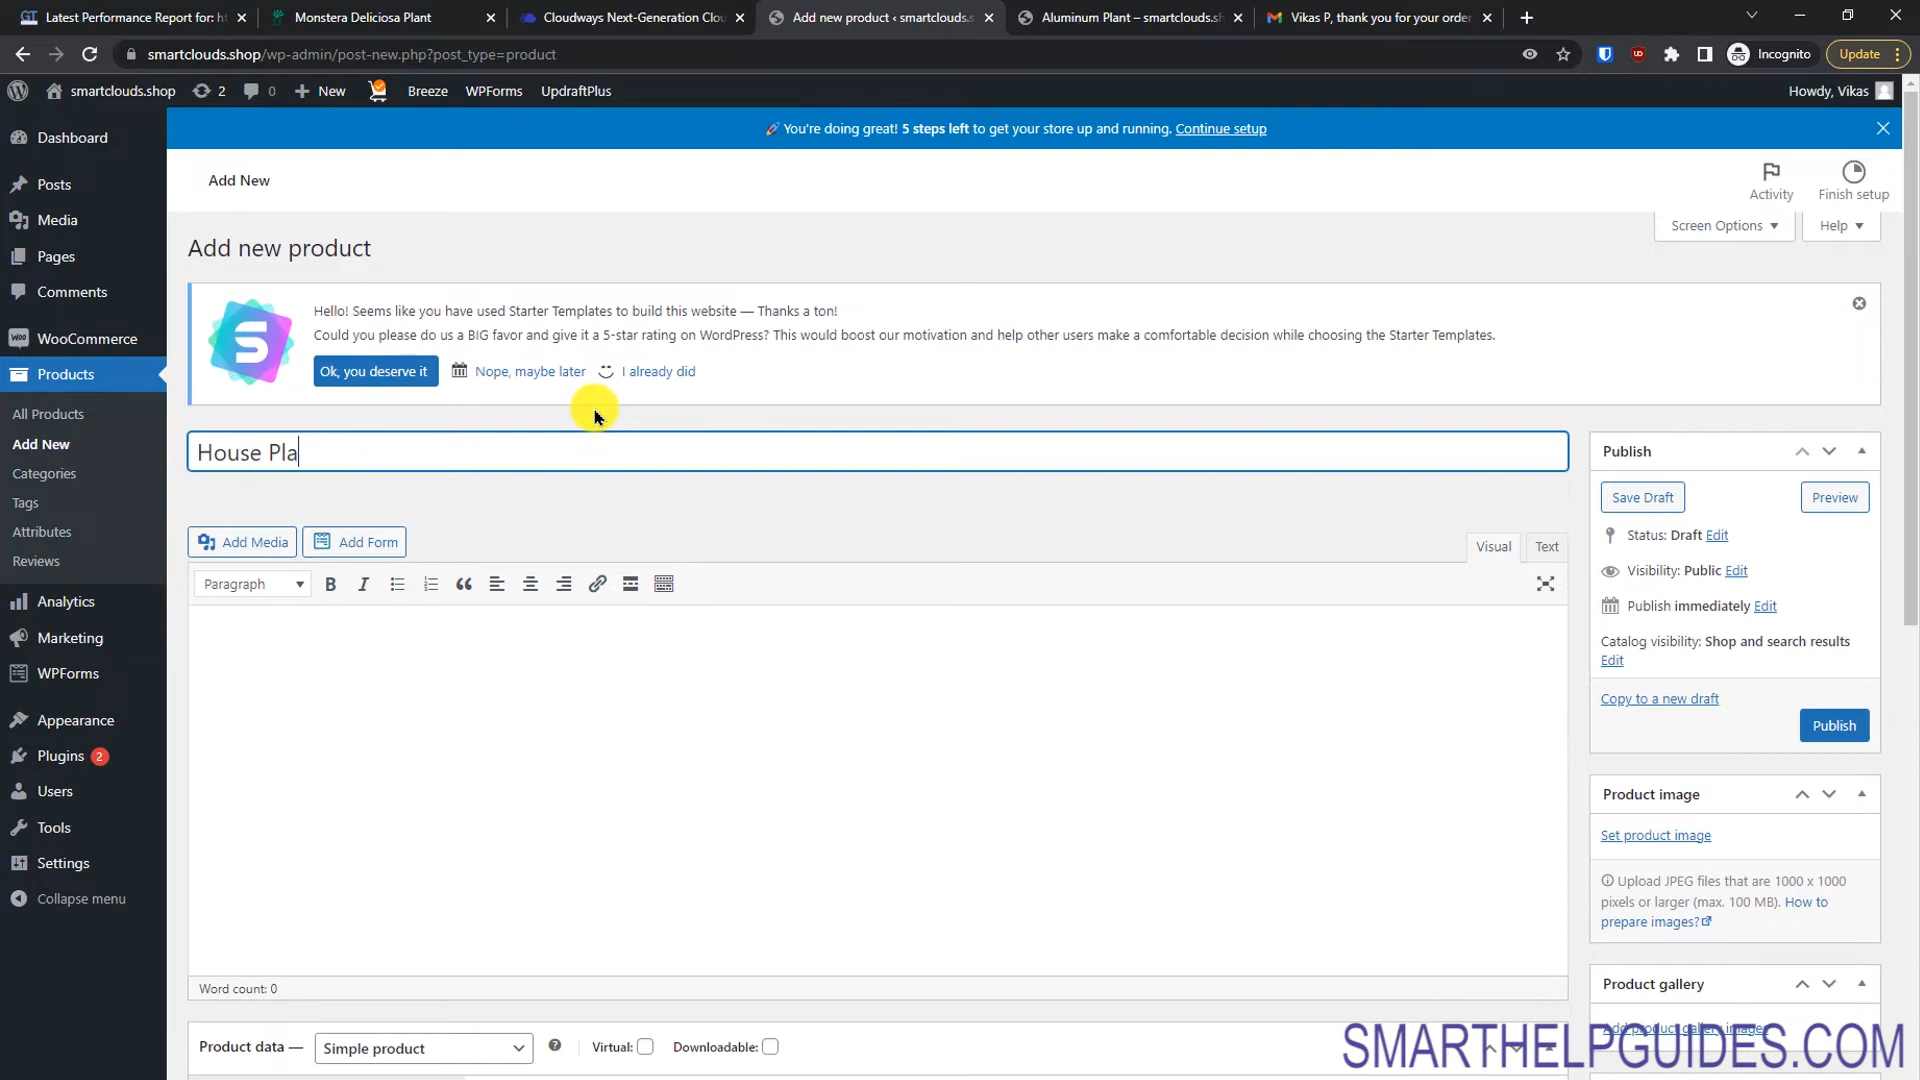 Latest Performance Report for: ht
Monstera Deliciosa Plant
Cloudways Next-Generation Clou
Add new product ‹ smartclouds.s
Aluminum Plant – smartclouds.sh
Vikas P, thank you for your order
smartclouds.shop/wp-admin/post-new.php?post_type=product
Incognito
Update
smartclouds.shop
2
0
New
Breeze
WPForms
UpdraftPlus
Howdy, Vikas
Dashboard
Posts
Media
Pages
Comments
WooCommerce
Products
All Products
Add New
Categories
Tags
Attributes
Reviews
Analytics
Marketing
WPForms
Appearance
Plugins 2
Users
Tools
Settings
Collapse menu
You're doing great! 5 steps left to get your store up and running. Continue setup
Add New
Activity
Finish setup
Screen Options
Help
Add new product
Hello! Seems like you have used Starter Templates to build this website — Thanks a ton!
Could you please do us a BIG favor and give it a 5-star rating on WordPress? This would boost our motivation and help other users make a comfortable decision while choosing the Starter Templates.
Ok, you deserve it
Nope, maybe later
I already did
House Pla
Add Media
Add Form
Visual
Text
Paragraph
Word count: 0
Product data —
Simple product
Virtual:
Downloadable:
Publish
Save Draft
Preview
Status: Draft Edit
Visibility: Public Edit
Publish immediately Edit
Catalog visibility: Shop and search results
Edit
Copy to a new draft
Publish
Product image
Set product image
Upload JPEG files that are 1000 x 1000
pixels or larger (max. 100 MB). How to
prepare images?
Product gallery
Add product gallery images
SMARTHELPGUIDES.COM